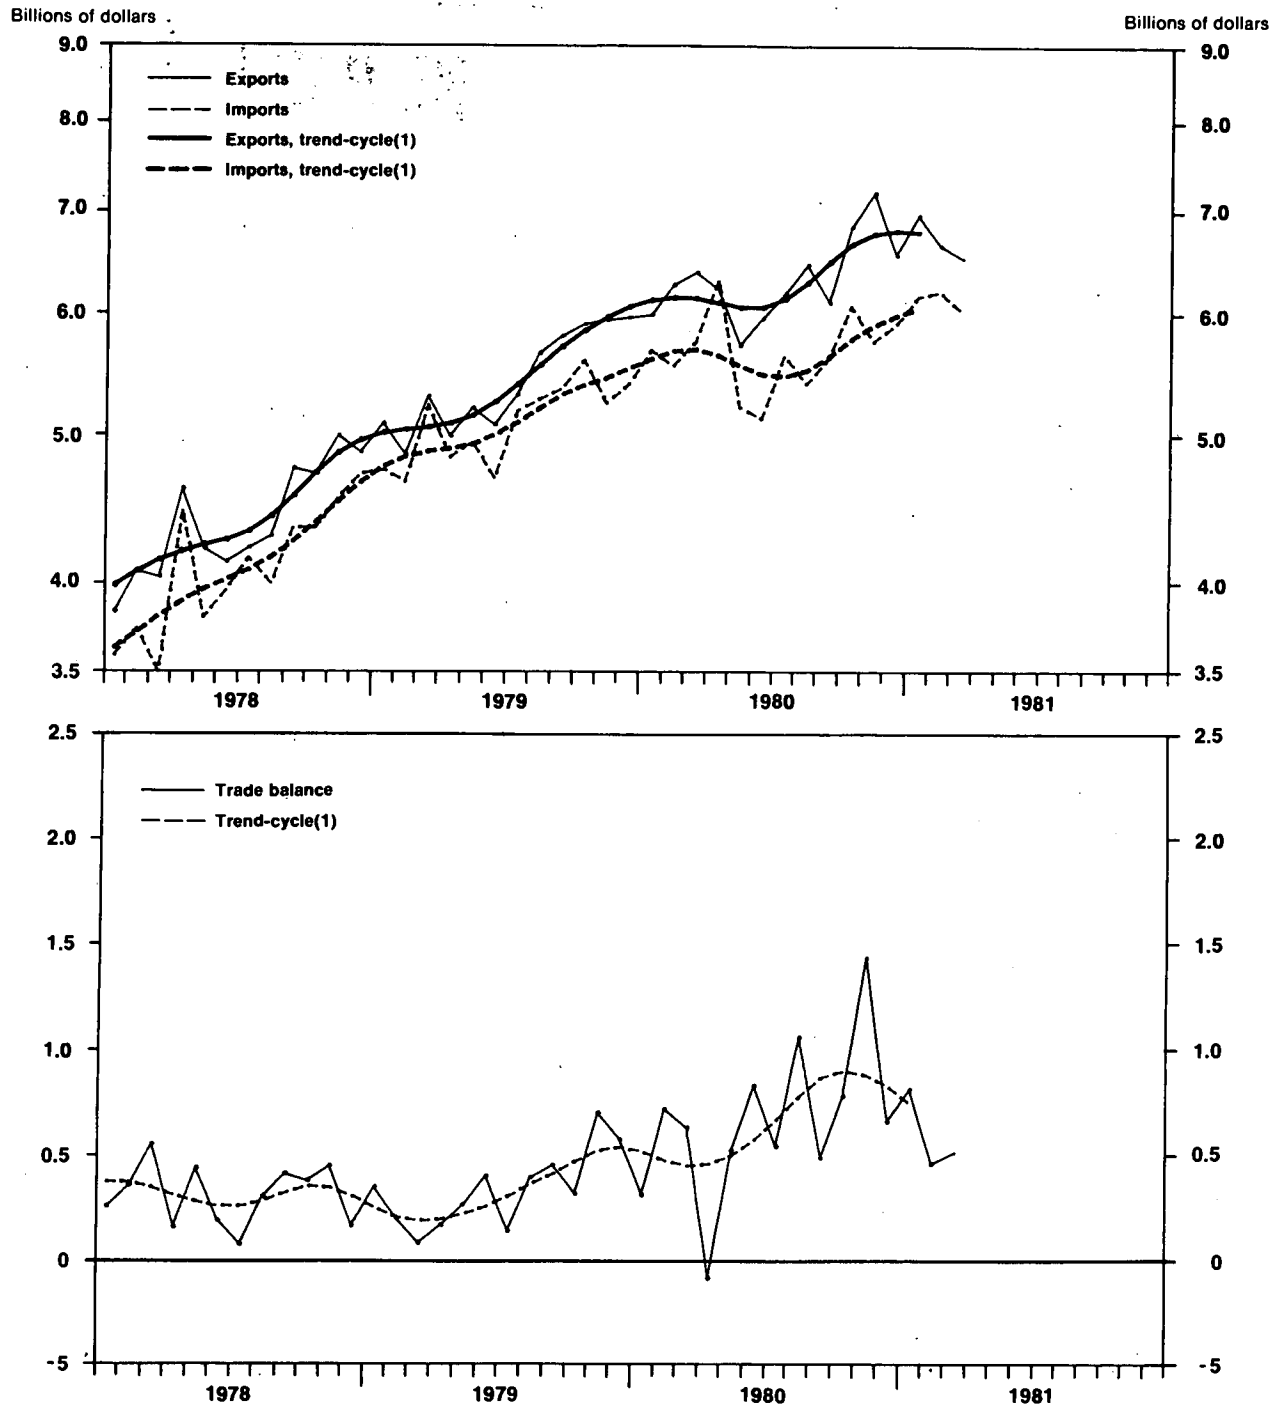 Billions of dollars
Billions of dollars
9.0
9.0
Exports
Imports
8.0
8.0
Exports, trend-cycle(1)
Imports, trend-cycle(1)
7.0
7.0
6.0
6.0
5.0
5.0
4.0
4.0
3.5
3.5
1978 1979 1980 1981
2.5
2.5
Trade balance
Trend-cycle(1)
2.0
2.0
1.5
1.5
1.0
1.0
0.5
0.5
0
0
-5
-5
1978 1979 1980 1981